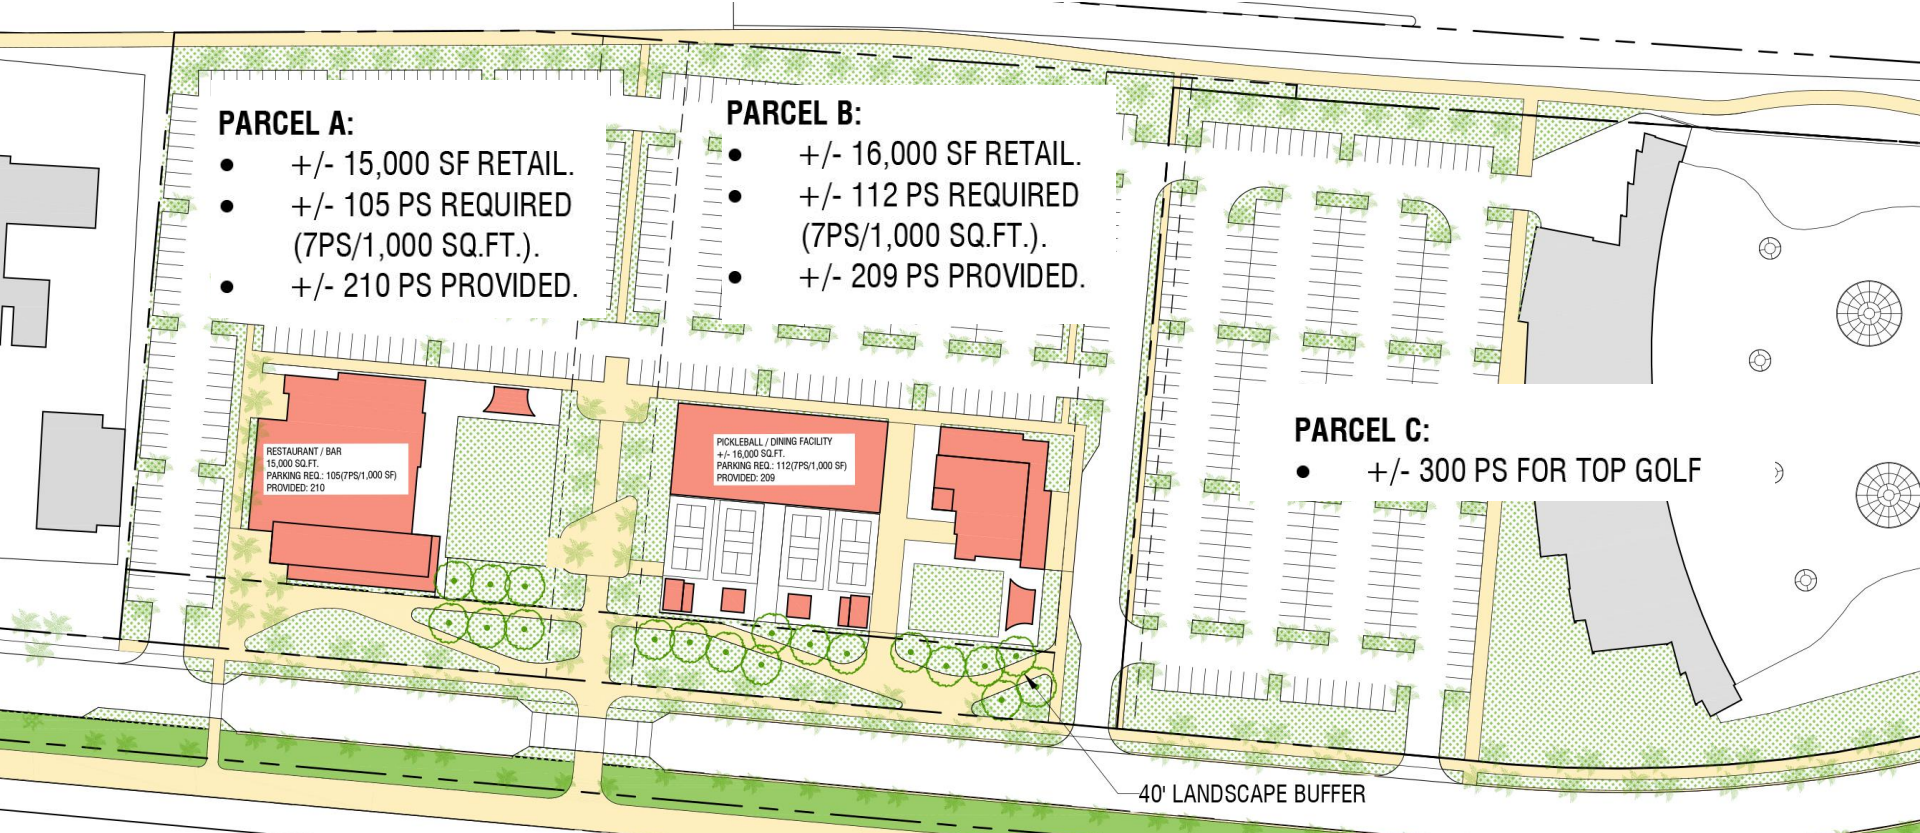 PARCEL A:
● +/- 15,000 SF RETAIL.
● +/- 105 PS REQUIRED
(7PS/1,000 SQ.FT.).
● +/- 210 PS PROVIDED.
PARCEL B:
● +/- 16,000 SF RETAIL.
● +/- 112 PS REQUIRED
(7PS/1,000 SQ.FT.).
● +/- 209 PS PROVIDED.
RESTAURANT / BAR
15,000 SQ.FT.
PARKING REQ.: 105(7PS/1,000 SF)
PROVIDED: 210
PICKLEBALL / DINING FACILITY
+/- 16,000 SQ.FT.
PARKING REQ.: 112(7PS/1,000 SF)
PROVIDED: 209
PARCEL C:
● +/- 300 PS FOR TOP GOLF
40' LANDSCAPE BUFFER